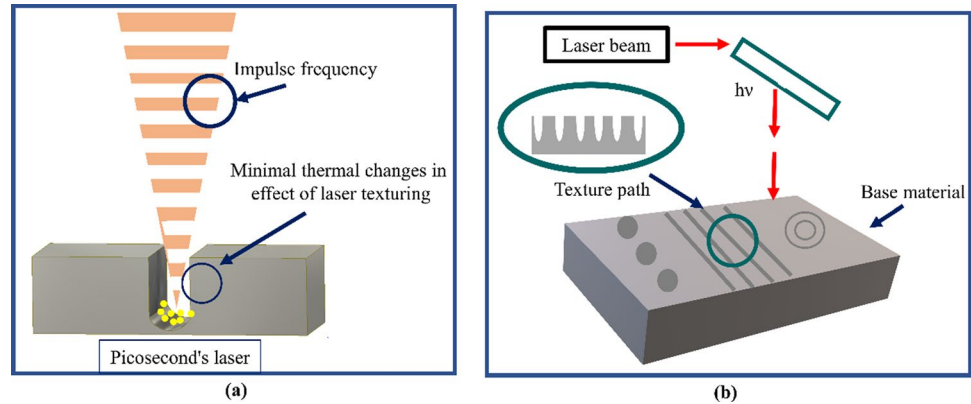 (a)
Impulse frequency
Minimal thermal changes in
effect of laser texturing
Picosecond's laser
(a)
(b)
Laser beam
hν
Texture path
Base material
(b)